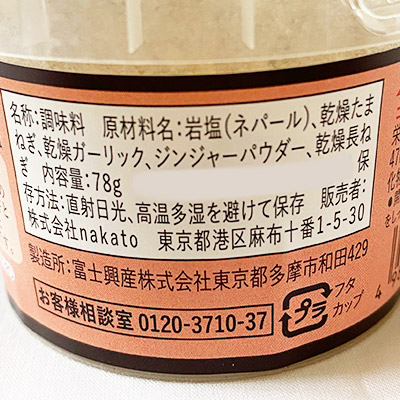 名称:調味料 原材料名:岩塩(ネパール)、乾燥たま
ねぎ、乾燥ガーリック、ジンジャーパウダー、乾燥長ね
ぎ 内容量:78g 保
存方法:直射日光、高温多湿を避けて保存 販売者:
株式会社nakato 東京都港区麻布十番1-5-30
製造所:富士興産株式会社東京都多摩市和田429
お客様相談室 0120-3710-37
プラ
フタ
カップ
栄
47